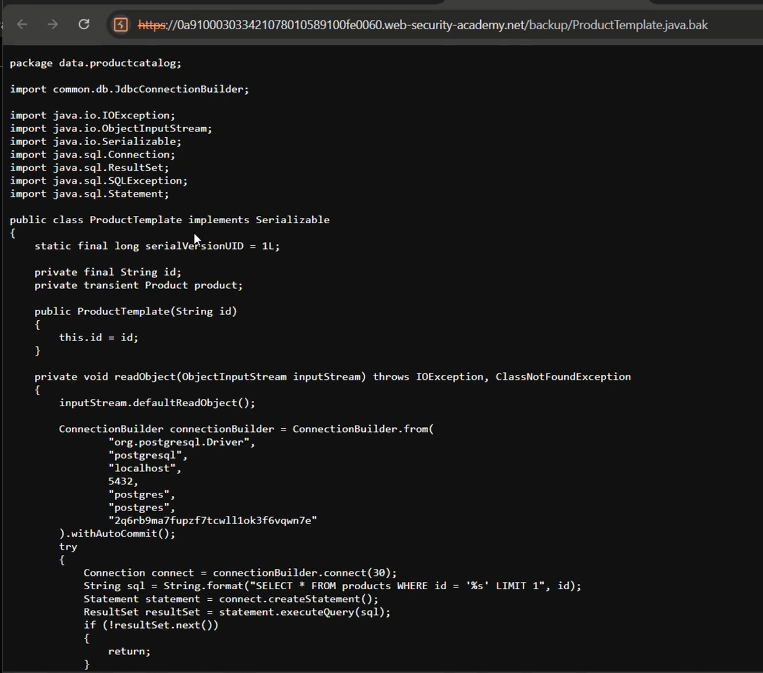 https://0a910003033421078010589100fe0060.web-security-academy.net/backup/ProductTemplate.java.bak
package data.productcatalog;
import common.db.JdbcConnectionBuilder;
import java.io.IOException;
import java.io.ObjectInputStream;
import java.io.Serializable;
import java.sql.Connection;
import java.sql.ResultSet;
import java.sql.SQLException;
import java.sql.Statement;
public class ProductTemplate implements Serializable
{
static final long serialVersionUID = 1L;
private final String id;
private transient Product product;
public ProductTemplate(String id)
{
this.id = id;
}
private void readObject(ObjectInputStream inputStream) throws IOException, ClassNotFoundException
{
inputStream.defaultReadObject();
ConnectionBuilder connectionBuilder = ConnectionBuilder.from(
"org.postgresql.Driver",
"postgresql",
"localhost",
5432,
"postgres",
"postgres",
"2q6rb9ma7fupzf7tcwll1ok3f6vqwn7e"
).withAutoCommit();
try
{
Connection connect = connectionBuilder.connect(30);
String sql = String.format("SELECT * FROM products WHERE id = '%s' LIMIT 1", id);
Statement statement = connect.createStatement();
ResultSet resultSet = statement.executeQuery(sql);
if (!resultSet.next())
{
return;
}